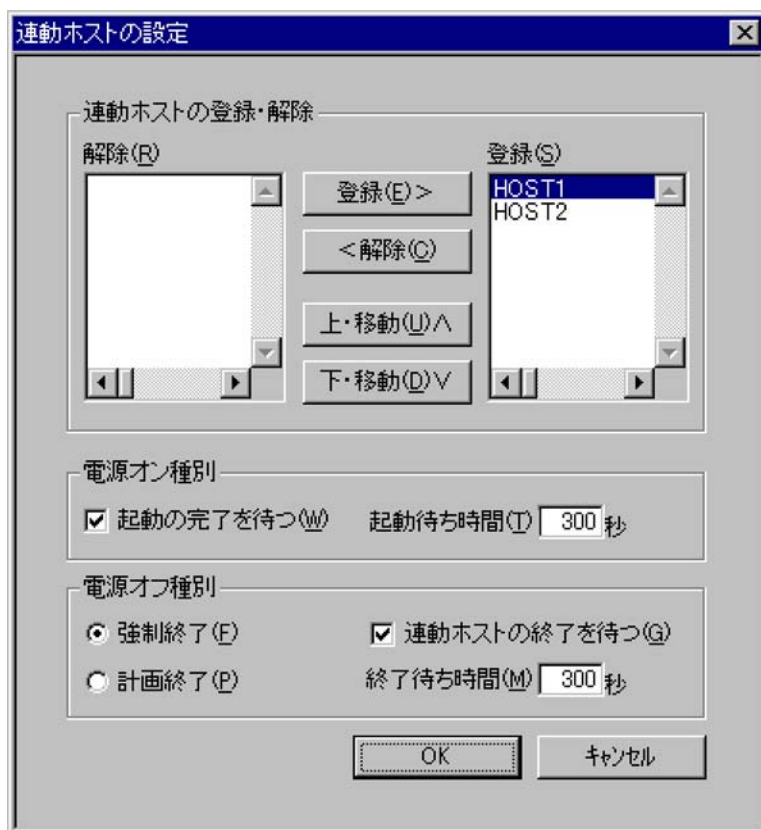 連動ホストの設定
連動ホストの登録・解除
解除(R)
登録(S)
登録(E)>
<解除(C)
上・移動(U)∧
下・移動(D)∨
HOST1
HOST2
電源オン種別
起動の完了を待つ(W) 起動待ち時間(T) 300 秒
電源オフ種別
強制終了(F) 連動ホストの終了を待つ(G)
計画終了(P) 終了待ち時間(M) 300 秒
OK キャンセル